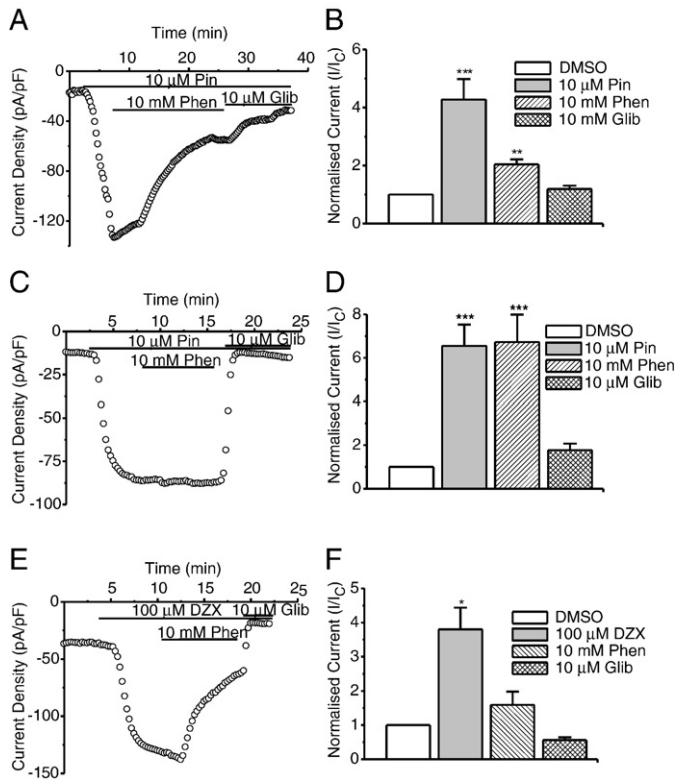 A
Time (min)
0 10 20 30 40
0
-40
-80
-120
Current Density (pA/pF)
10 µM Pin
10 mM Phen
10 µM Glib
B
Normalised Current (I/I_C)
0
2
4
6
***
**
DMSO
10 µM Pin
10 mM Phen
10 mM Glib
C
Time (min)
0 5 10 15 20 25
0
-25
-50
-75
-100
Current Density (pA/pF)
10 µM Pin
10 µM Glib
10 mM Phen
D
Normalised Current (I/I_C)
0
2
4
6
8
***
***
DMSO
10 µM Pin
10 mM Phen
10 µM Glib
E
Time (min)
0 5 10 15 20 25
0
-50
-100
-150
Current Density (pA/pF)
100 µM DZX
10 µM Glib
10 mM Phen
F
Normalised Current (I/I_C)
0
1
2
3
4
5
*
DMSO
100 µM DZX
10 mM Phen
10 µM Glib